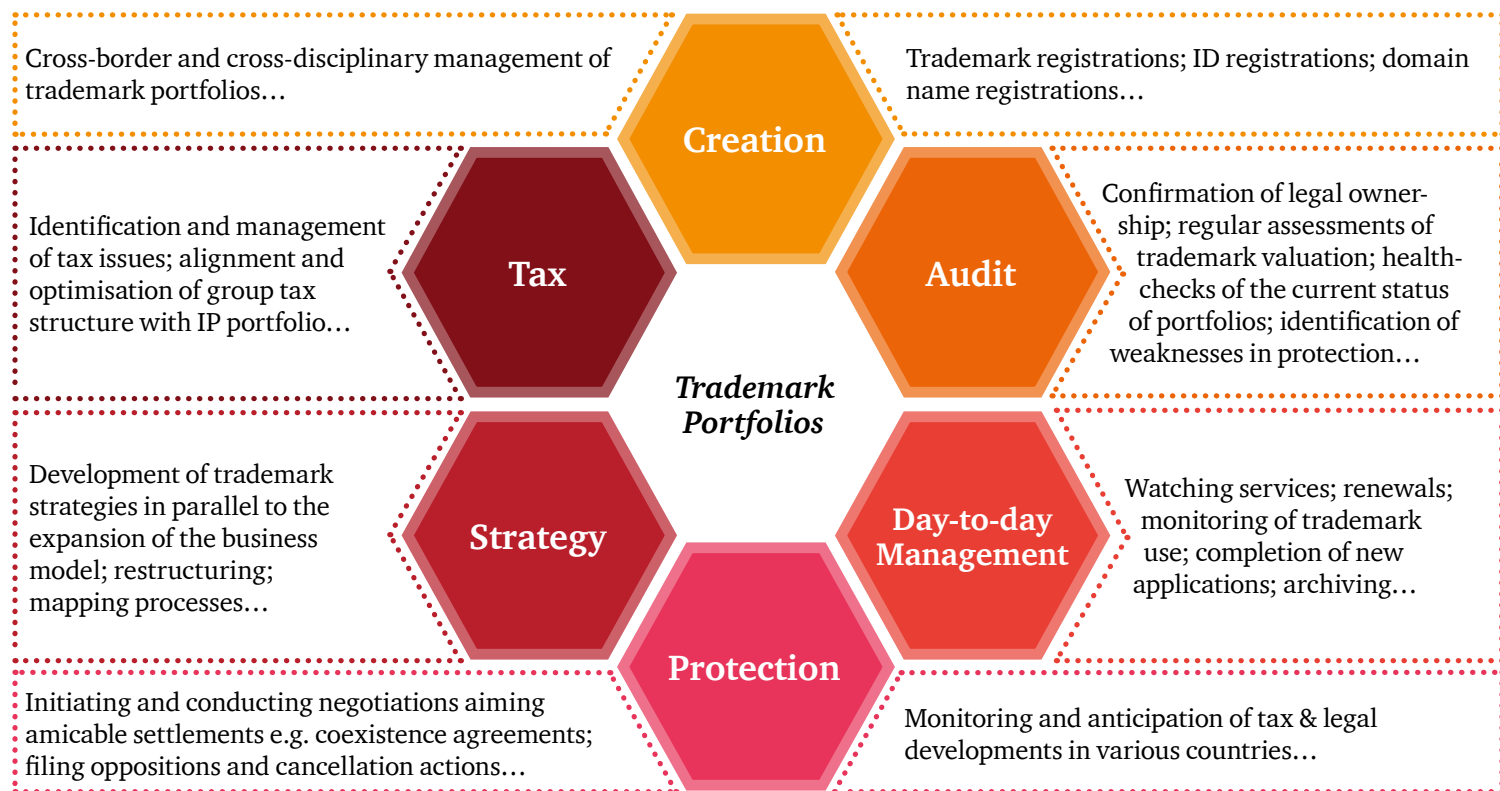 Cross-border and cross-disciplinary management of
trademark portfolios…
Creation
Trademark registrations; ID registrations; domain
name registrations…
Identification and management
of tax issues; alignment and
optimisation of group tax
structure with IP portfolio…
Tax
Audit
Confirmation of legal owner-
ship; regular assessments of
trademark valuation; health-
checks of the current status
of portfolios; identification of
weaknesses in protection…
Trademark
Portfolios
Development of trademark
strategies in parallel to the
expansion of the business
model; restructuring;
mapping processes…
Strategy
Day-to-day
Management
Watching services; renewals;
monitoring of trademark
use; completion of new
applications; archiving…
Initiating and conducting negotiations aiming
amicable settlements e.g. coexistence agreements;
filing oppositions and cancellation actions…
Protection
Monitoring and anticipation of tax & legal
developments in various countries…